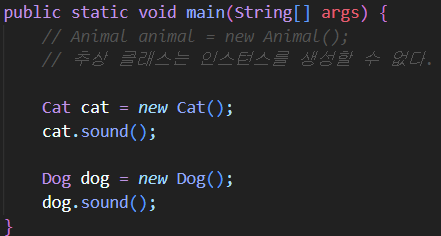 public static void main(String[] args) {
    // Animal animal = new Animal();
    // 추상 클래스는 인스턴스를 생성할 수 없다.
    Cat cat = new Cat();
    cat.sound();
    Dog dog = new Dog();
    dog.sound();
}